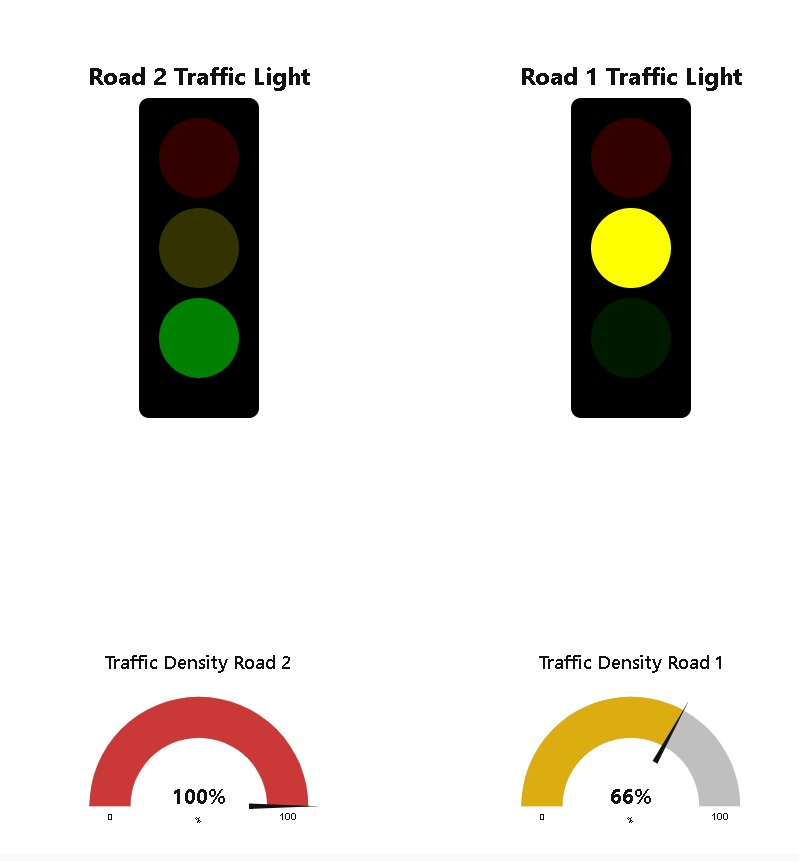 Road 2 Traffic Light
Road 1 Traffic Light
Traffic Density Road 2
100%
0
%
100
Traffic Density Road 1
66%
0
%
100